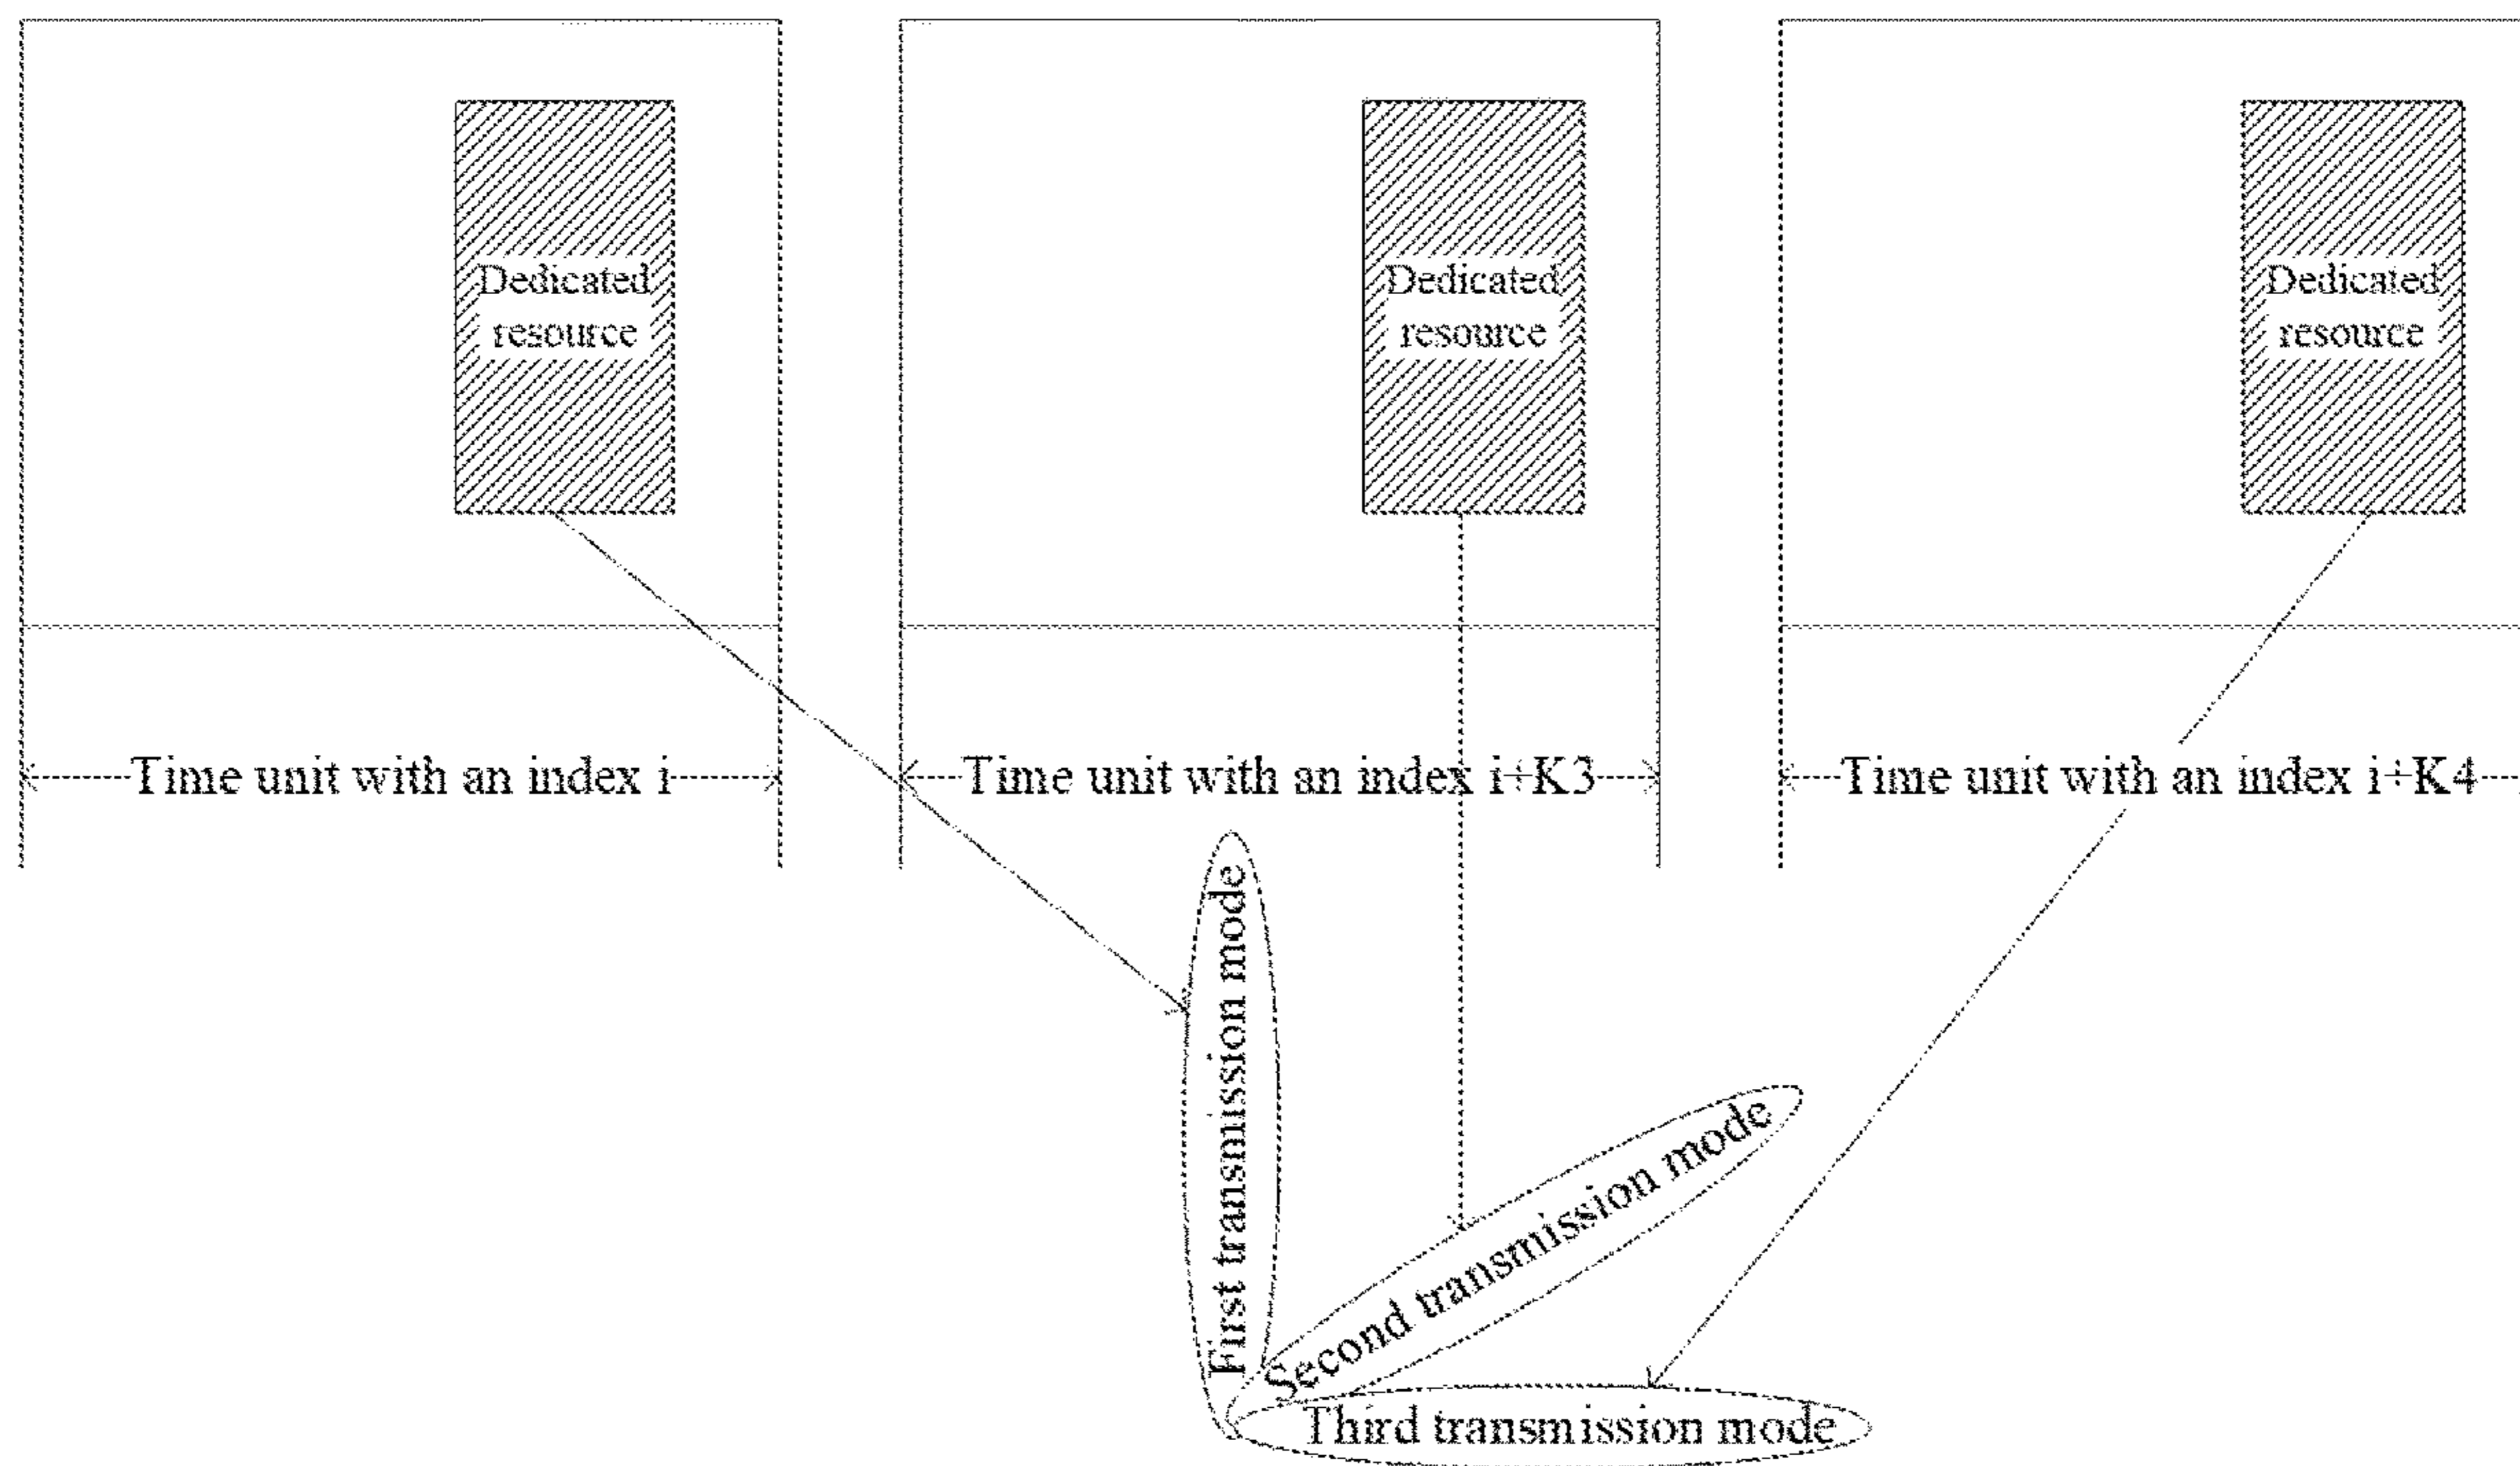 Dedicated
resource
Dedicated
resource
Dedicated
resource
Time unit with an index i
Time unit with an index i+K3
Time unit with an index i+K4
First transmission mode
Second transmission mode
Third transmission mode